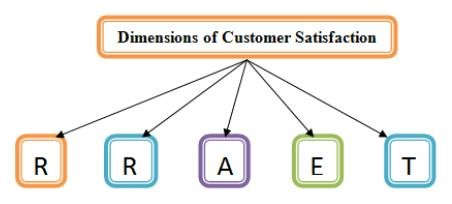 Dimensions of Customer Satisfaction
R R A E T